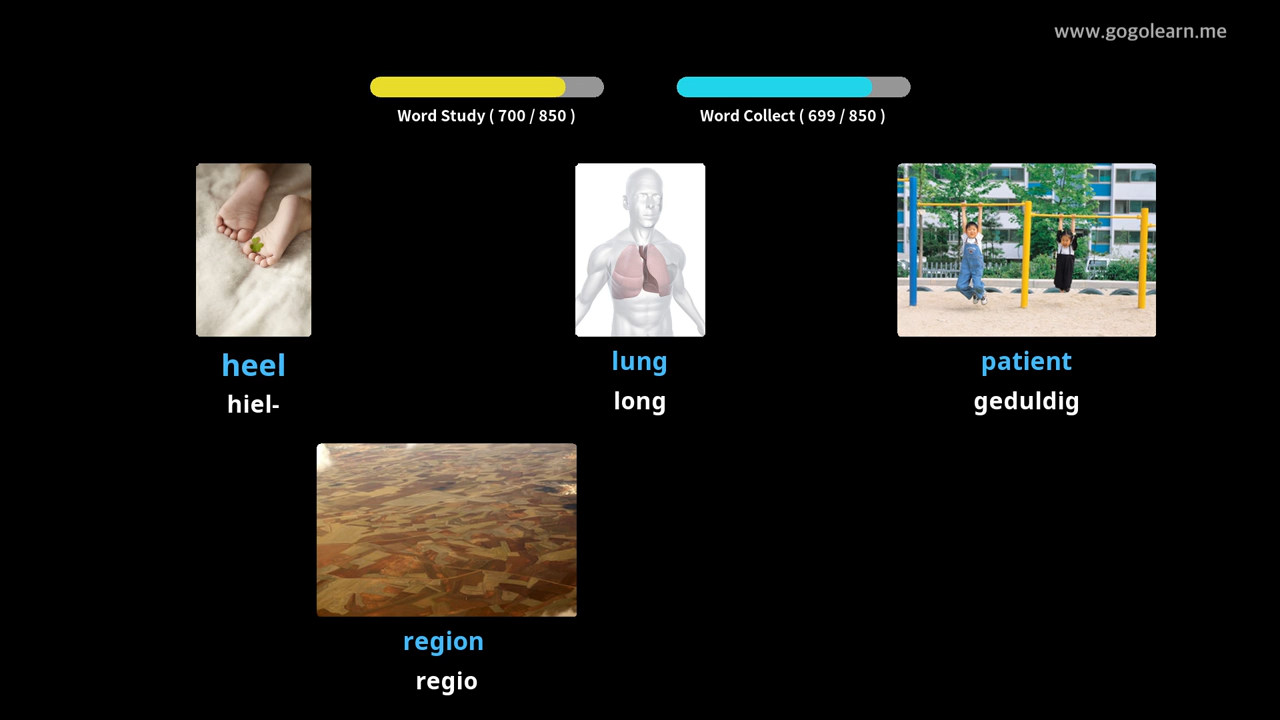 www.gogolearn.me
Word Study ( 700 / 850 )
Word Collect ( 699 / 850 )
heel
hiel-
lung
long
patient
geduldig
region
regio